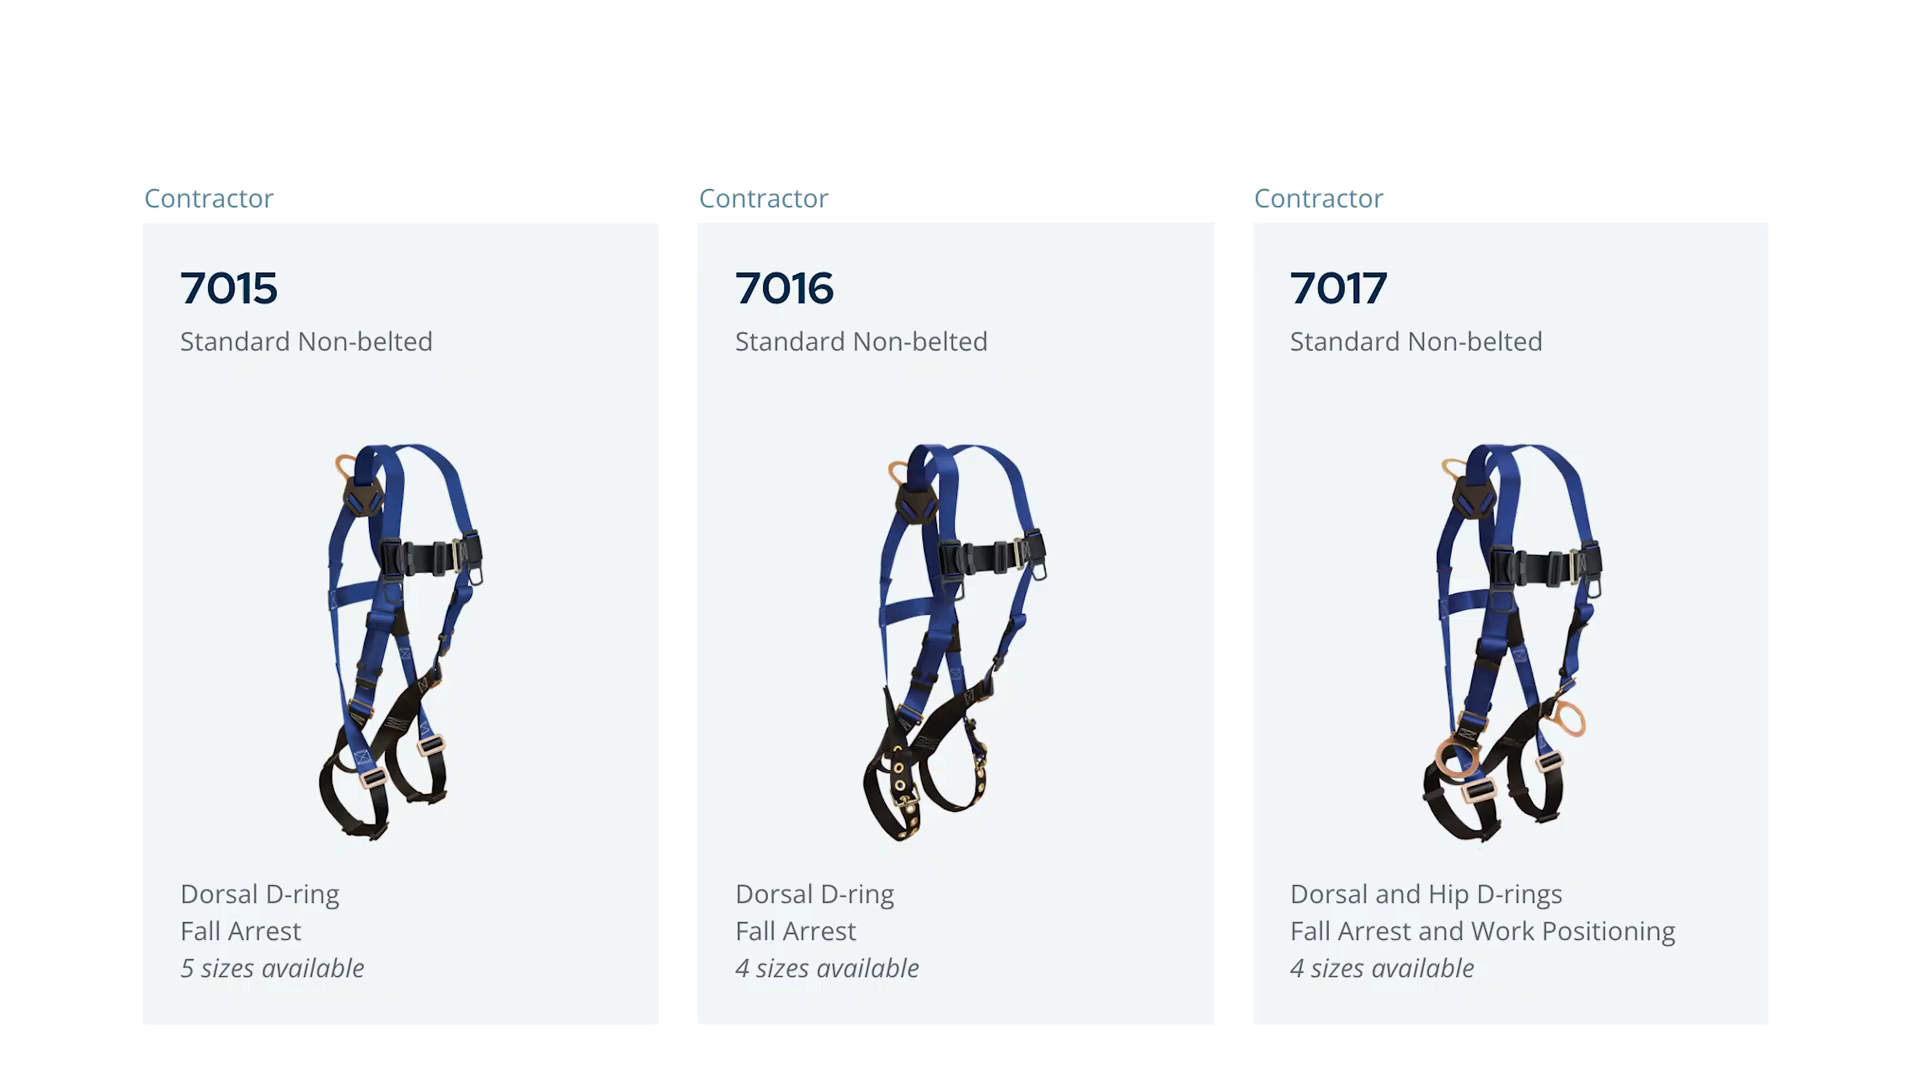 Contractor
7015
Standard Non-belted
Dorsal D-ring
Fall Arrest
5 sizes available
Contractor
7016
Standard Non-belted
Dorsal D-ring
Fall Arrest
4 sizes available
Contractor
7017
Standard Non-belted
Dorsal and Hip D-rings
Fall Arrest and Work Positioning
4 sizes available